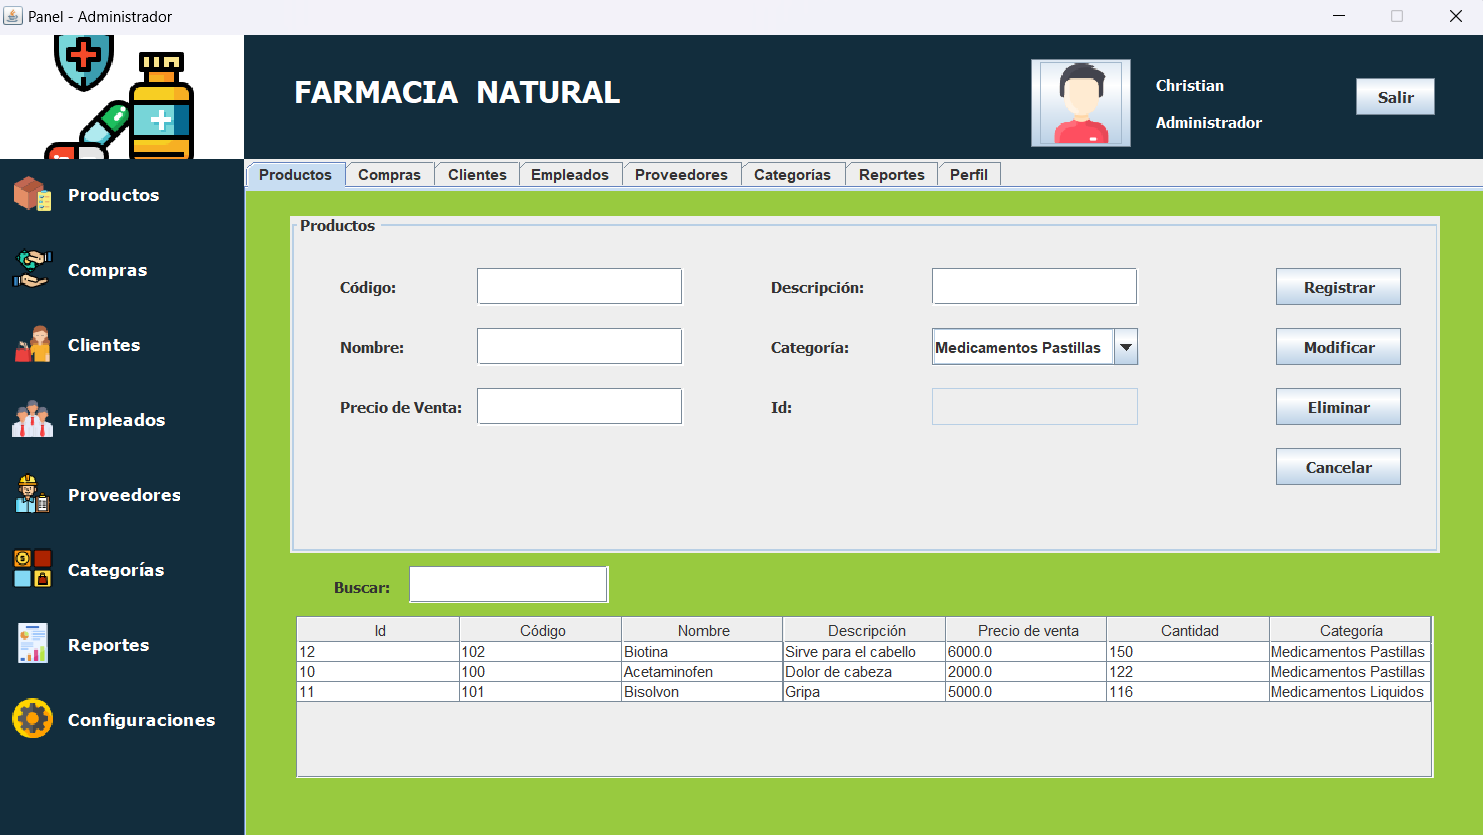 Panel - Administrador
FARMACIA NATURAL
Christian
Administrador
Salir
Productos
Compras
Clientes
Empleados
Proveedores
Categorías
Reportes
Configuraciones
Productos Compras Clientes Empleados Proveedores Categorias Reportes Perfil
Productos
Código: Descripción: Registrar
Nombre: Categoría: Medicamentos Pastillas Modificar
Precio de Venta: Id: Eliminar
Cancelar
Buscar:
Id Código Nombre Descripción Precio de venta Cantidad Categoría
12 102 Biotina Sirve para el cabello 6000.0 150 Medicamentos Pastillas
10 100 Acetaminofen Dolor de cabeza 2000.0 122 Medicamentos Pastillas
11 101 Bisolvon Gripa 5000.0 116 Medicamentos Liquidos